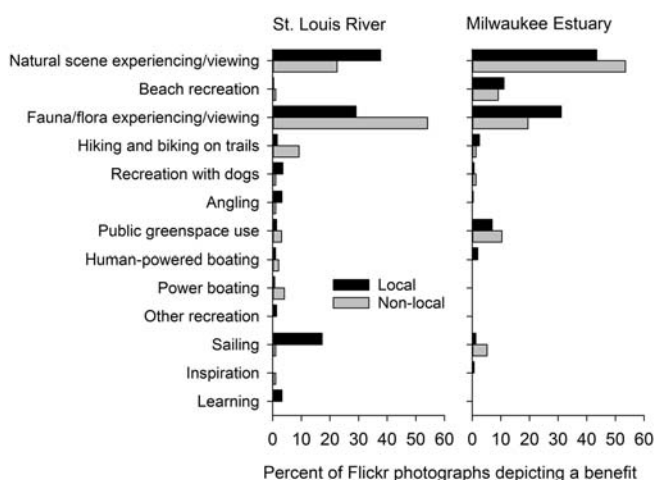 St. Louis River
Milwaukee Estuary
Natural scene experiencing/viewing
Beach recreation
Fauna/flora experiencing/viewing
Hiking and biking on trails
Recreation with dogs
Angling
Public greenspace use
Human-powered boating
Power boating
Other recreation
Sailing
Inspiration
Learning
Local
Non-local
0 10 20 30 40 50 60
0 10 20 30 40 50 60
Percent of Flickr photographs depicting a benefit